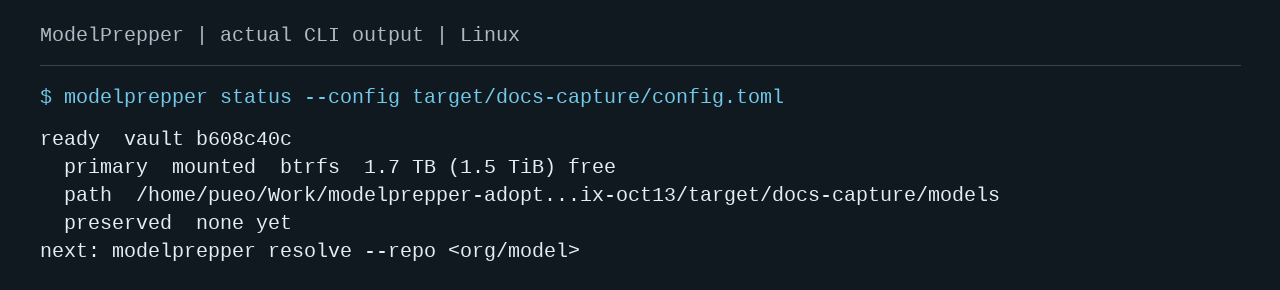 ModelPrepper | actual CLI output | Linux
$ modelprepper status --config target/docs-capture/config.toml
ready  vault b608c40c
  primary  mounted  btrfs  1.7 TB (1.5 TiB) free
  path  /home/pueo/Work/modelprepper-adopt...ix-oct13/target/docs-capture/models
  preserved  none yet
next: modelprepper resolve --repo <org/model>